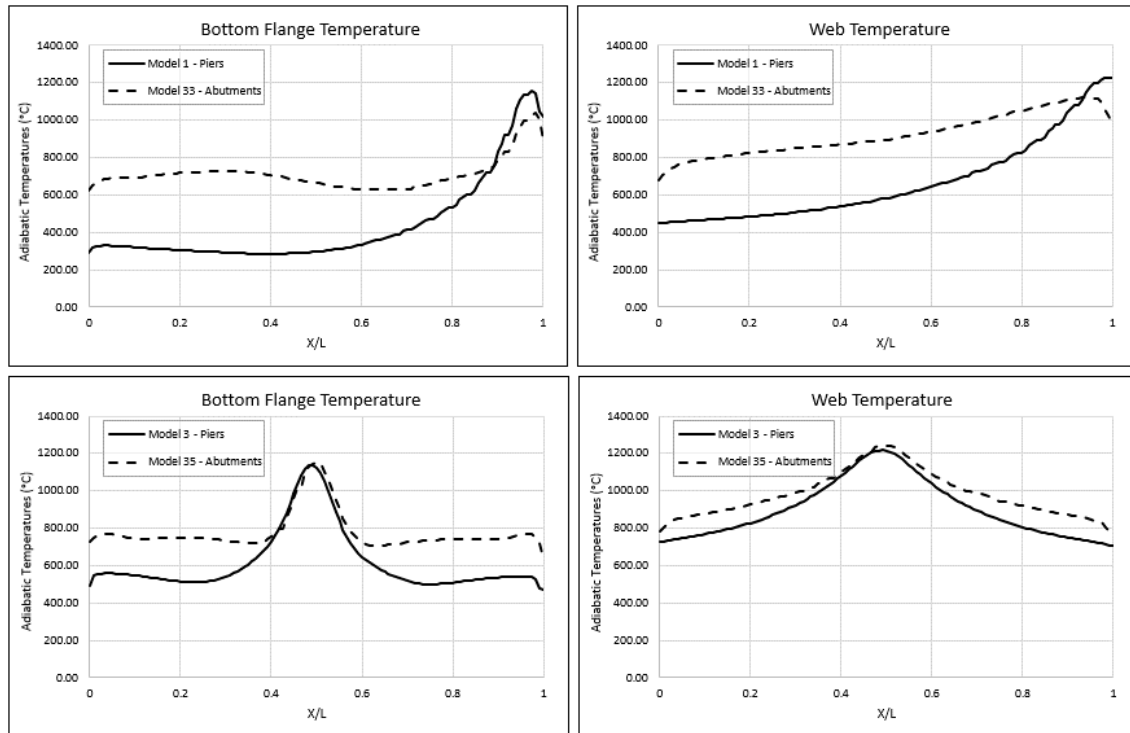 Bottom Flange Temperature
1400.00
1200.00
1000.00
800.00
600.00
400.00
200.00
0.00
Adiabatic Temperatures (°C)
Model 1 - Piers
Model 33 - Abutments
0 0.2 0.4 0.6 0.8 1
X/L
Web Temperature
1400.00
1200.00
1000.00
800.00
600.00
400.00
200.00
0.00
Adiabatic Temperatures (°C)
Model 1 - Piers
Model 33 - Abutments
0 0.2 0.4 0.6 0.8 1
X/L
Bottom Flange Temperature
1400.00
1200.00
1000.00
800.00
600.00
400.00
200.00
0.00
Adiabatic Temperatures (°C)
Model 3 - Piers
Model 35 - Abutments
0 0.2 0.4 0.6 0.8 1
X/L
Web Temperature
1400.00
1200.00
1000.00
800.00
600.00
400.00
200.00
0.00
Adiabatic Temperatures (°C)
Model 3 - Piers
Model 35 - Abutments
0 0.2 0.4 0.6 0.8 1
X/L